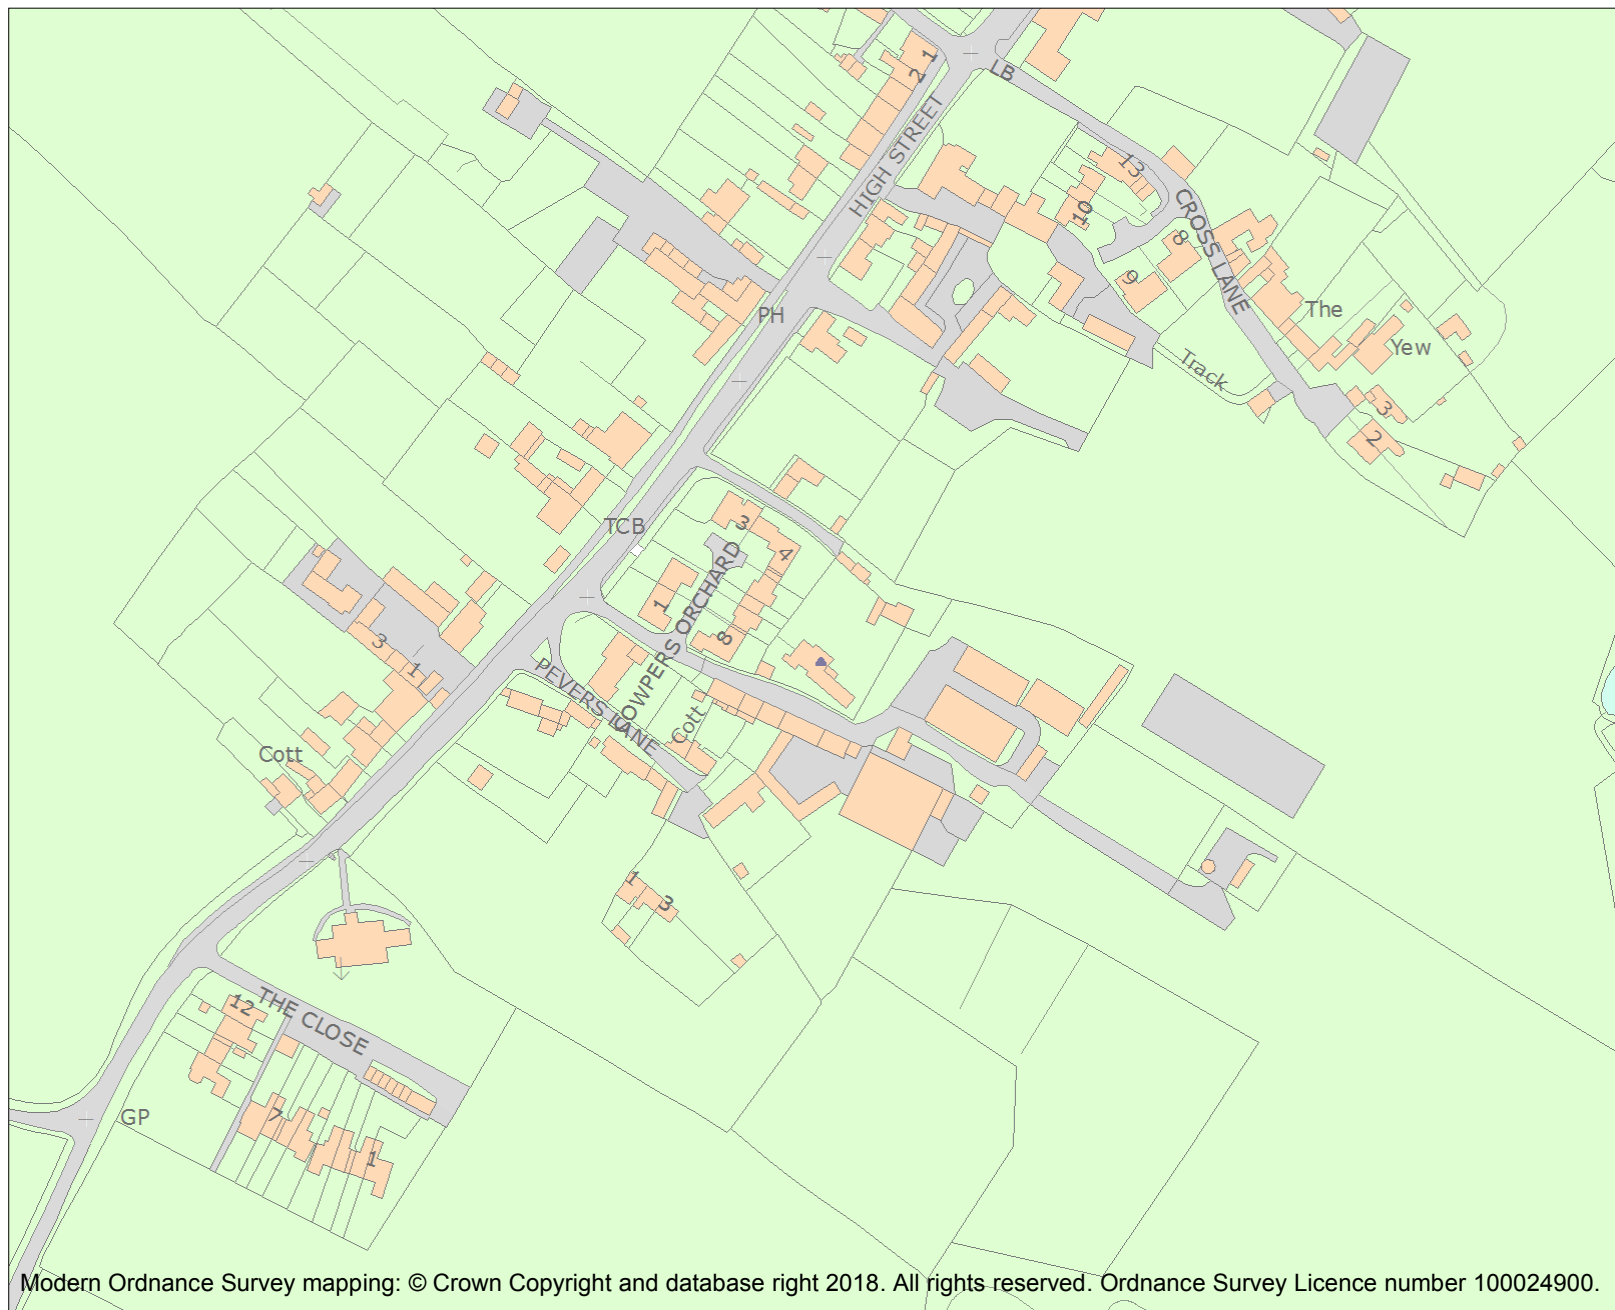 1
2
LB
HIGH STREET
13
10
CROSS LANE
8
9
The
Yew
PH
Track
3
2
TCB
3
4
1
COWPERS ORCHARD
8
3
1
PEVERS LANE
Cott
Cott
1
3
12
THE CLOSE
7
1
GP
Modern Ordnance Survey mapping: © Crown Copyright and database right 2018. All rights reserved. Ordnance Survey Licence number 100024900.